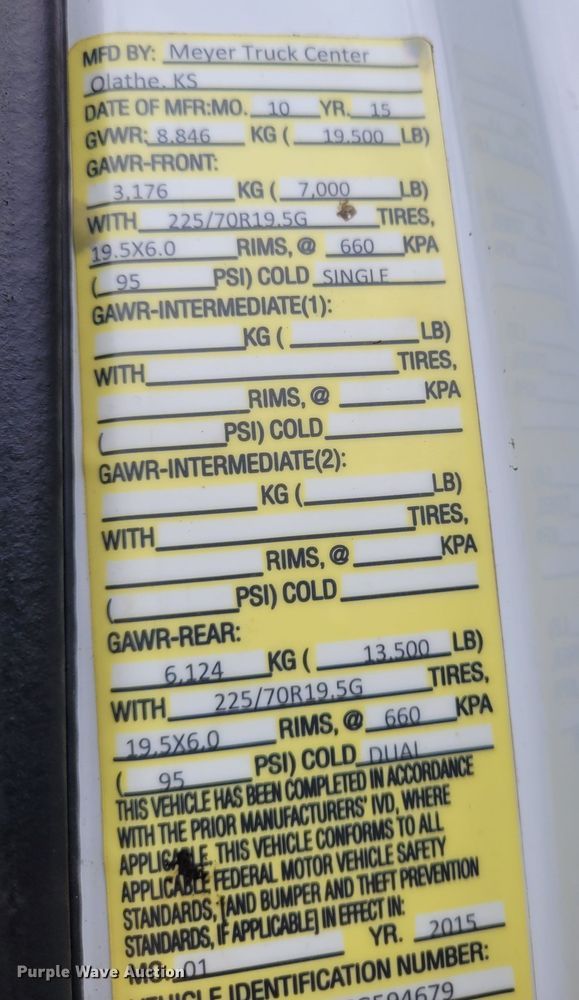 MFD BY: Meyer Truck Center
Olathe, KS
DATE OF MFR:MO. 10 YR. 15
GVWR: 8,846 KG ( 19,500 LB)
GAWR-FRONT:
3,176 KG ( 7,000 LB)
WITH 225/70R19.5G TIRES,
19.5X6.0 RIMS, @ 660 KPA
( 95 PSI) COLD SINGLE
GAWR-INTERMEDIATE(1):
KG ( LB)
WITH TIRES,
RIMS, @ KPA
( PSI) COLD
GAWR-INTERMEDIATE(2):
KG ( LB)
WITH TIRES,
RIMS, @ KPA
( PSI) COLD
GAWR-REAR:
6,124 KG ( 13,500 LB)
WITH 225/70R19.5G TIRES,
19.5X6.0 RIMS, @ 660 KPA
( 95 PSI) COLD DUAL
THIS VEHICLE HAS BEEN COMPLETED IN ACCORDANCE
WITH THE PRIOR MANUFACTURERS' IVD, WHERE
APPLICABLE. THIS VEHICLE CONFORMS TO ALL
APPLICABLE FEDERAL MOTOR VEHICLE SAFETY
STANDARDS, [AND BUMPER AND THEFT PREVENTION
STANDARDS, IF APPLICABLE] IN EFFECT IN:
MO. 01 YR. 2015
VEHICLE IDENTIFICATION NUMBER:
Purple Wave Auction